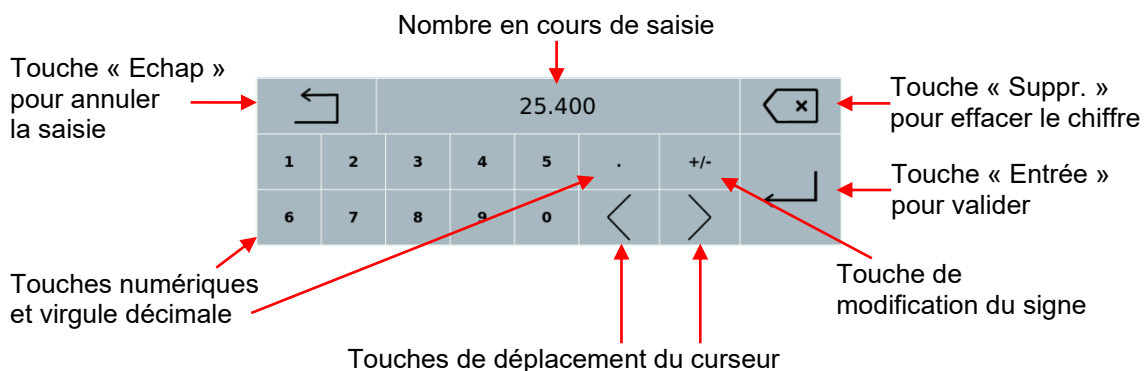 Nombre en cours de saisie
Touche « Echap »
pour annuler
la saisie
25.400
Touche « Suppr. »
pour effacer le chiffre
1 2 3 4 5 . +/-
Touche « Entrée »
pour valider
6 7 8 9 0
Touches numériques
et virgule décimale
Touche de
modification du signe
Touches de déplacement du curseur